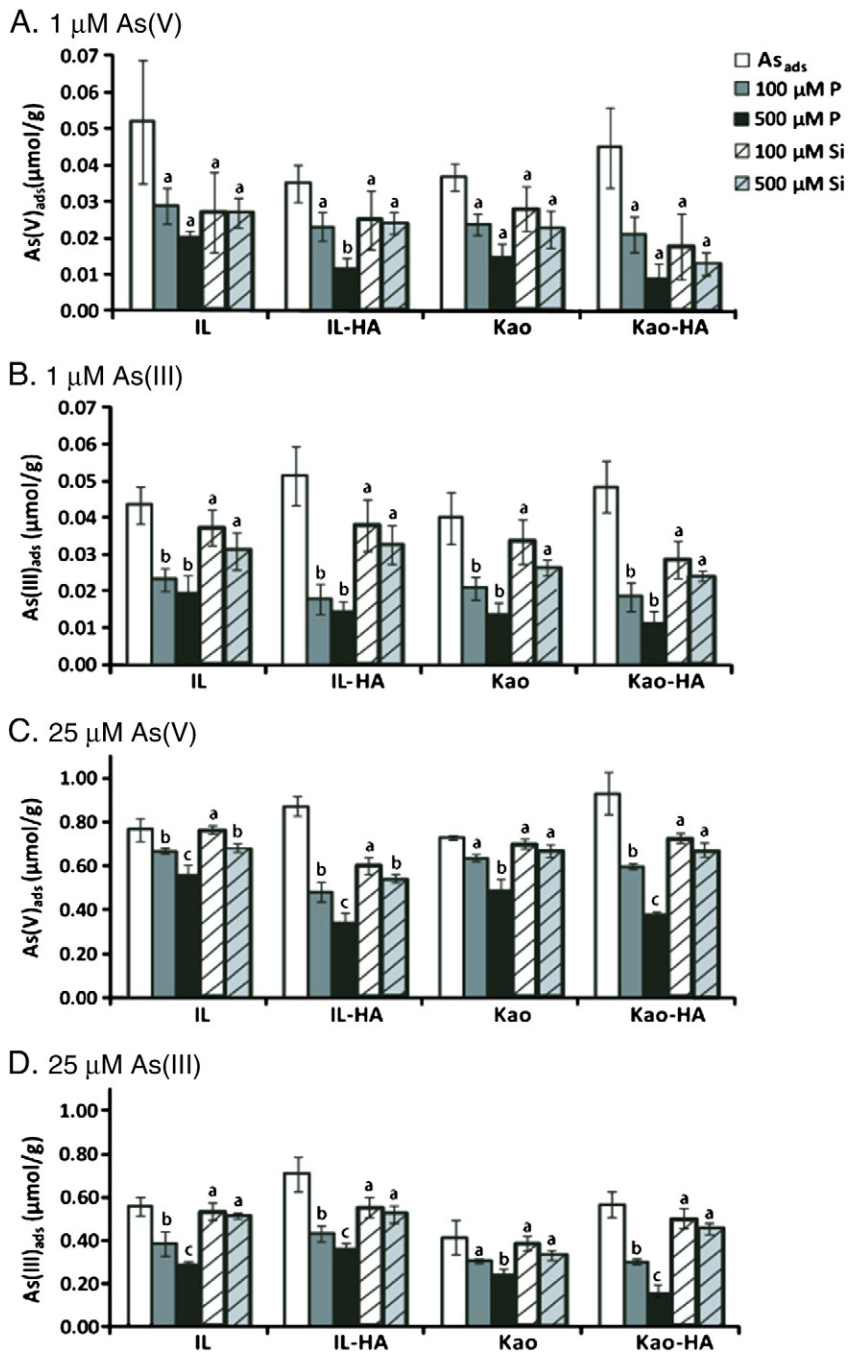 A. 1 µM As(V)
As(V)ads(µmol/g)
0.07
0.06
0.05
0.04
0.03
0.02
0.01
0.00
a a a a
a b a a
a a a a
a a a a
IL IL-HA Kao Kao-HA
Asads
100 µM P
500 µM P
100 µM Si
500 µM Si
B. 1 µM As(III)
As(III)ads (µmol/g)
0.07
0.06
0.05
0.04
0.03
0.02
0.01
0.00
b b a a
b b a a
b b a a
b b a a
IL IL-HA Kao Kao-HA
C. 25 µM As(V)
As(V)ads (µmol/g)
1.00
0.80
0.60
0.40
0.20
0.00
b c a b
b c a b
a b a a
b c a a
IL IL-HA Kao Kao-HA
D. 25 µM As(III)
As(III)ads (µmol/g)
1.00
0.80
0.60
0.40
0.20
0.00
b c a a
b c a a
a b a a
b c a a
IL IL-HA Kao Kao-HA